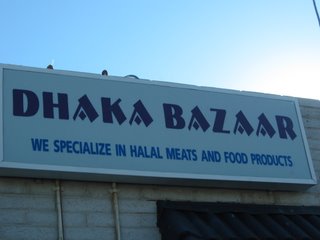 DHAKA BAZAAR
WE SPECIALIZE IN HALAL MEATS AND FOOD PRODUCTS